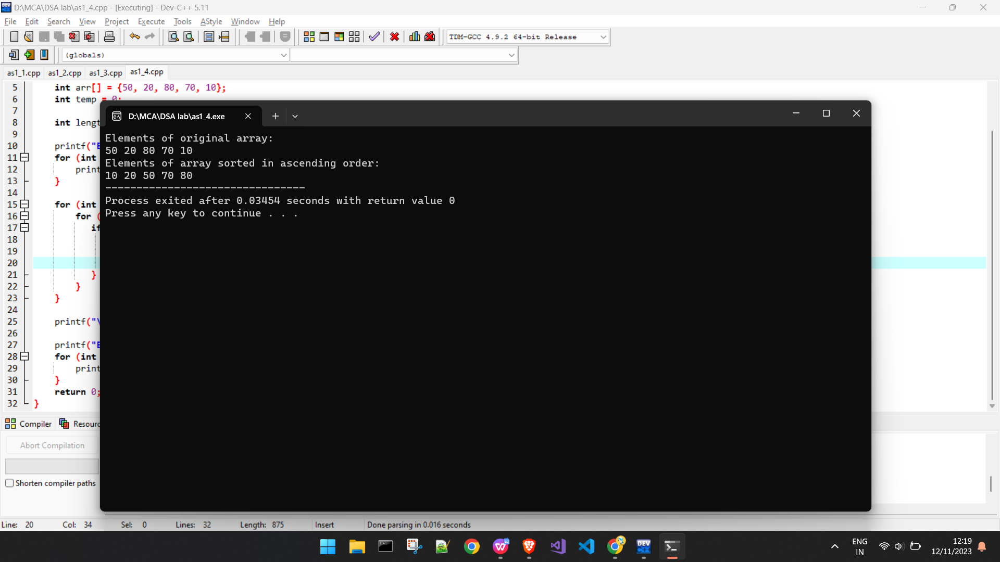 D:\MCA\DSA lab\as1_4.cpp - [Executing] - Dev-C++ 5.11
File Edit Search View Project Execute Tools AStyle Window Help
TDM-GCC 4.9.2 64-bit Release
(globals)
as1_1.cpp as1_2.cpp as1_3.cpp as1_4.cpp
5 int arr[] = {50, 20, 80, 70, 10};
6 int temp = 0;
7
8 int lengt
9
10 printf("E
11 for (int
12 print
13 }
14
15 for (int
16 for (
17 if
18
19
20
21 }
22 }
23 }
24
25 printf("\
26
27 printf("E
28 for (int
29 print
30 }
31 return 0;
32 }
D:\MCA\DSA lab\as1_4.exe
Elements of original array:
50 20 80 70 10
Elements of array sorted in ascending order:
10 20 50 70 80
--------------------------------
Process exited after 0.03454 seconds with return value 0
Press any key to continue . . .
Compiler Resourc
Abort Compilation
Shorten compiler paths
Line: 20 Col: 34 Sel: 0 Lines: 32 Length: 875 Insert Done parsing in 0.016 seconds
DEV
C++
ENG
IN
12:19
12/11/2023